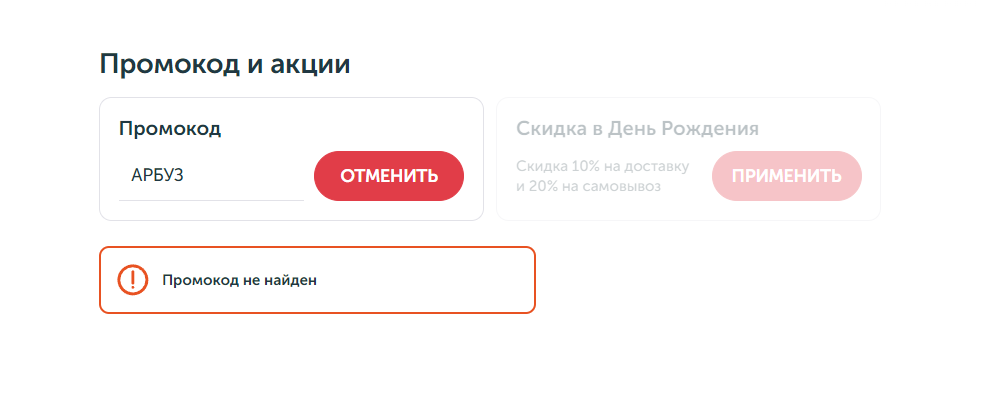 Промокод и акции
Промокод
АРБУЗ
ОТМЕНИТЬ
Скидка в День Рождения
Скидка 10% на доставку
и 20% на самовывоз
ПРИМЕНИТЬ
Промокод не найден